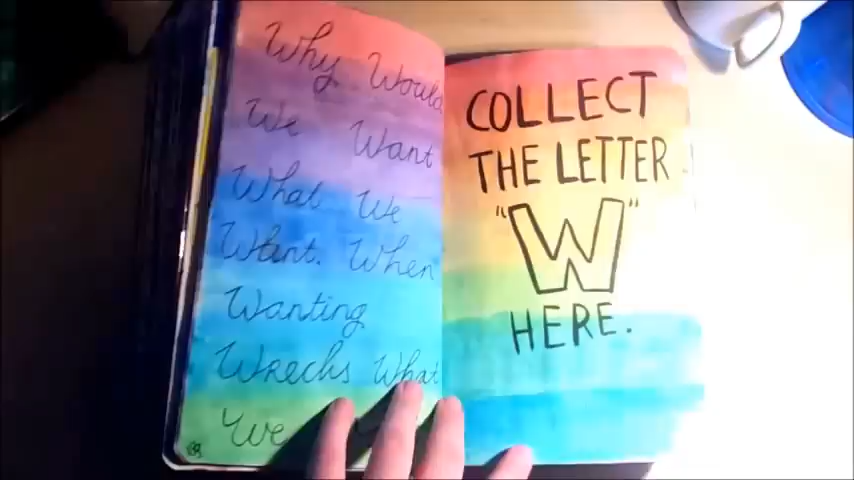 Why Would
We Want
What We
Want. When
Wanting
Wrecks What
We
COLLECT
THE LETTER
"W"
HERE.